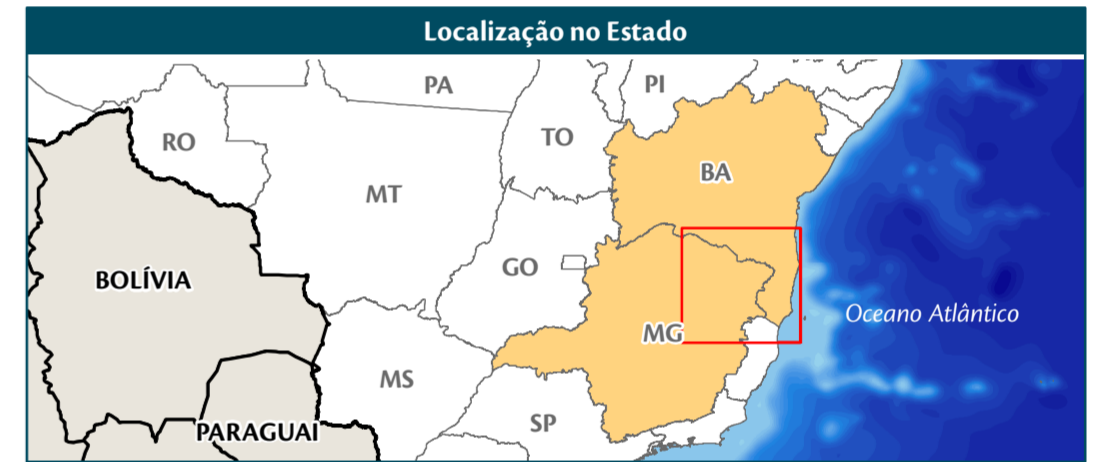 Localização no Estado
PA
PI
RO
TO
BA
MT
GO
BOLÍVIA
Oceano Atlântico
MG
MS
SP
PARAGUAI